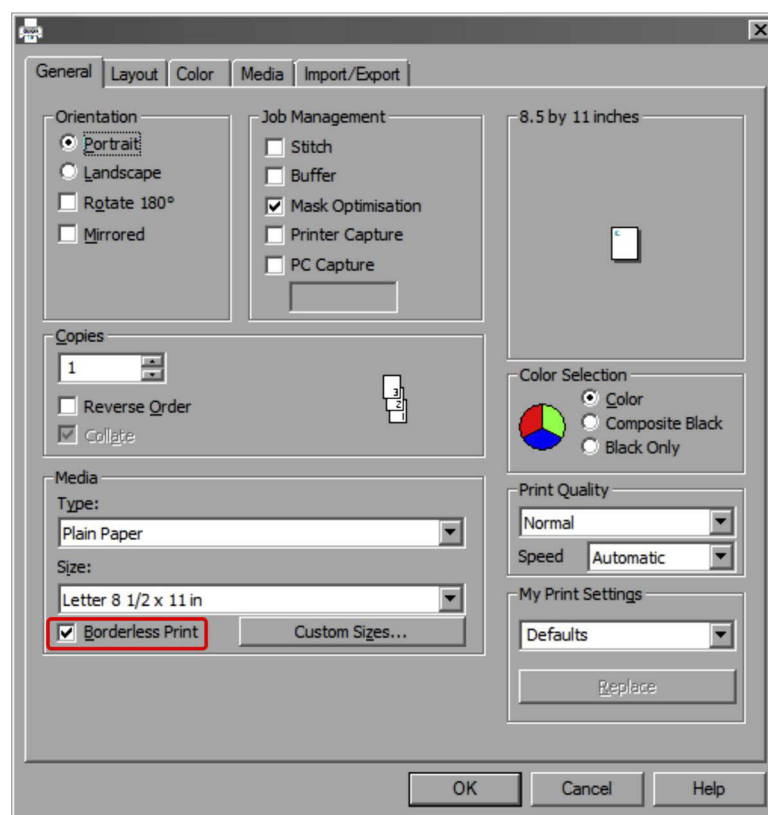 General Layout Color Media Import/Export
Orientation
Portrait
Landscape
Rotate 180°
Mirrored
Job Management
Stitch
Buffer
Mask Optimisation
Printer Capture
PC Capture
8.5 by 11 inches
Copies
1
Reverse Order
Collate
3
2
1
Color Selection
Color
Composite Black
Black Only
Media
Type:
Plain Paper
Size:
Letter 8 1/2 x 11 in
Borderless Print
Custom Sizes...
Print Quality
Normal
Speed Automatic
My Print Settings
Defaults
Replace
OK Cancel Help